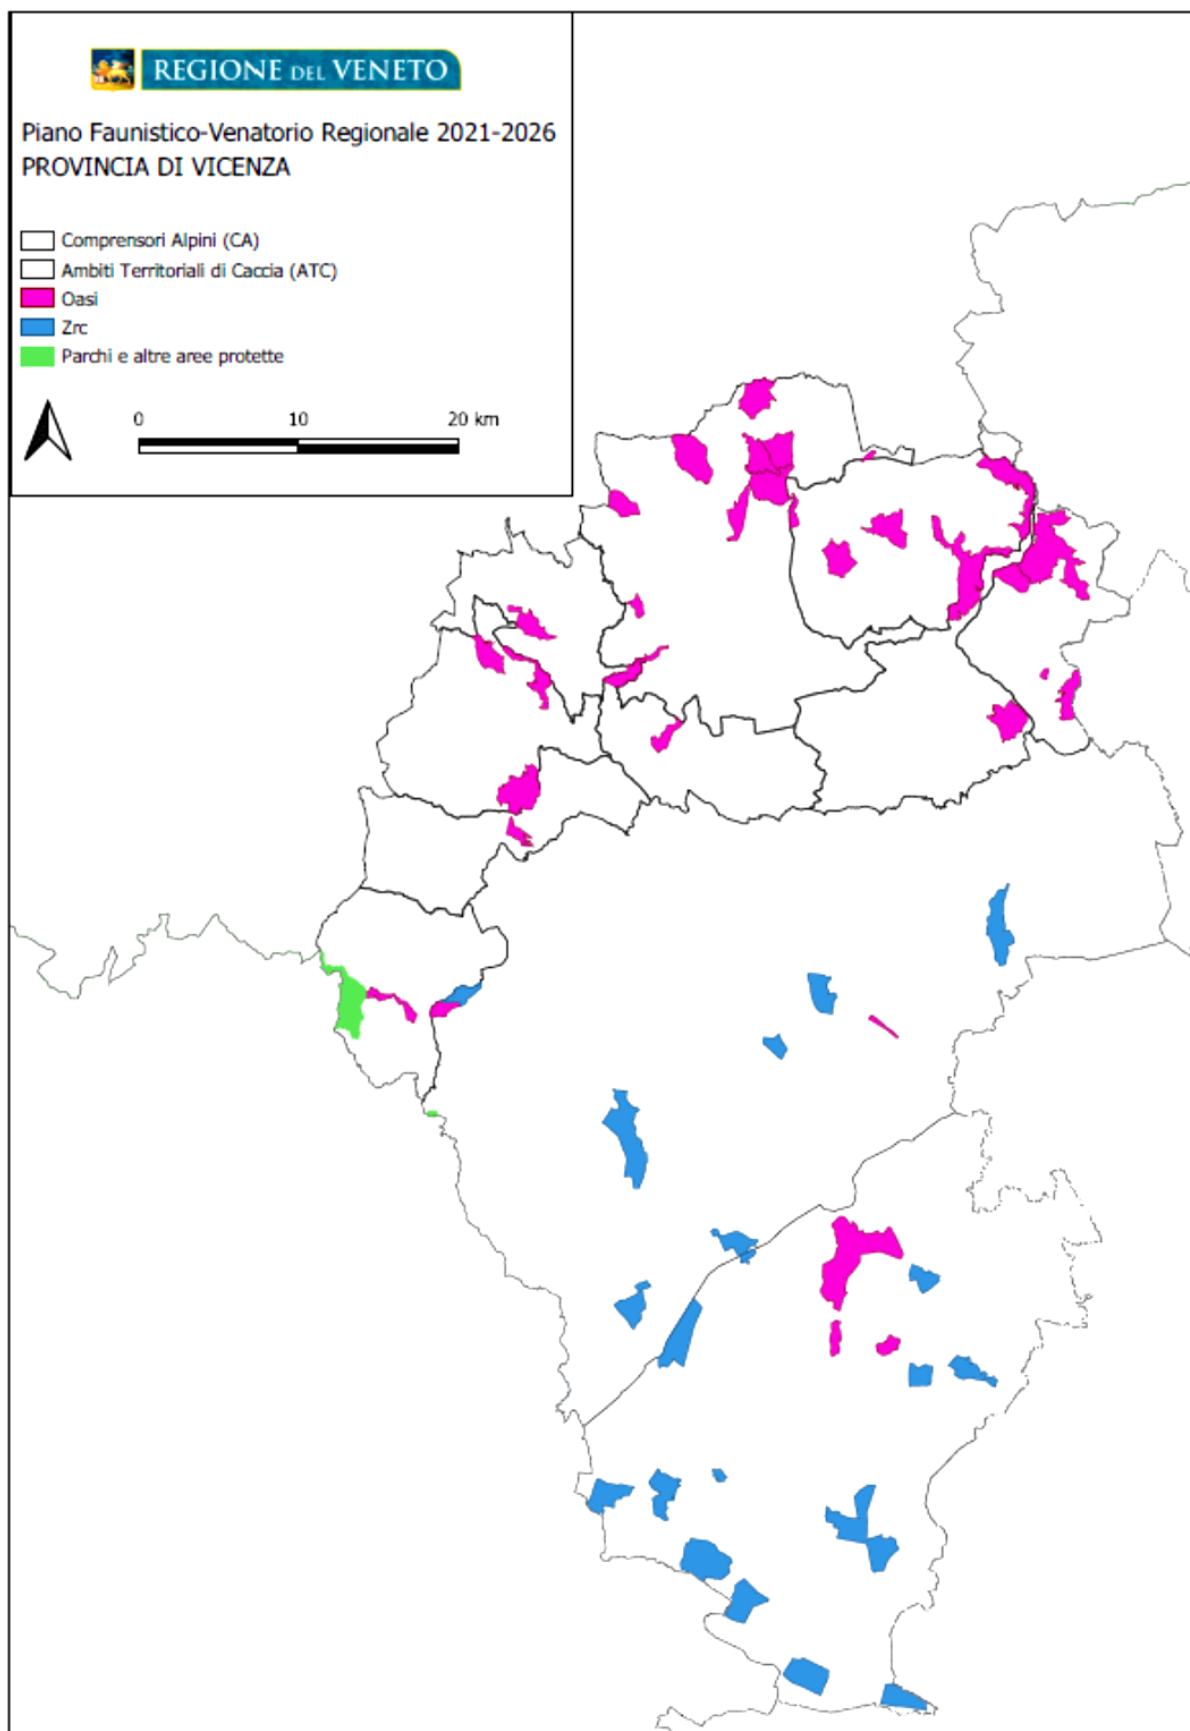 REGIONE DEL VENETO
Piano Faunistico-Venatorio Regionale 2021-2026
PROVINCIA DI VICENZA
Comprensori Alpini (CA)
Ambiti Territoriali di Caccia (ATC)
Oasi
Zrc
Parchi e altre aree protette
0 10 20 km